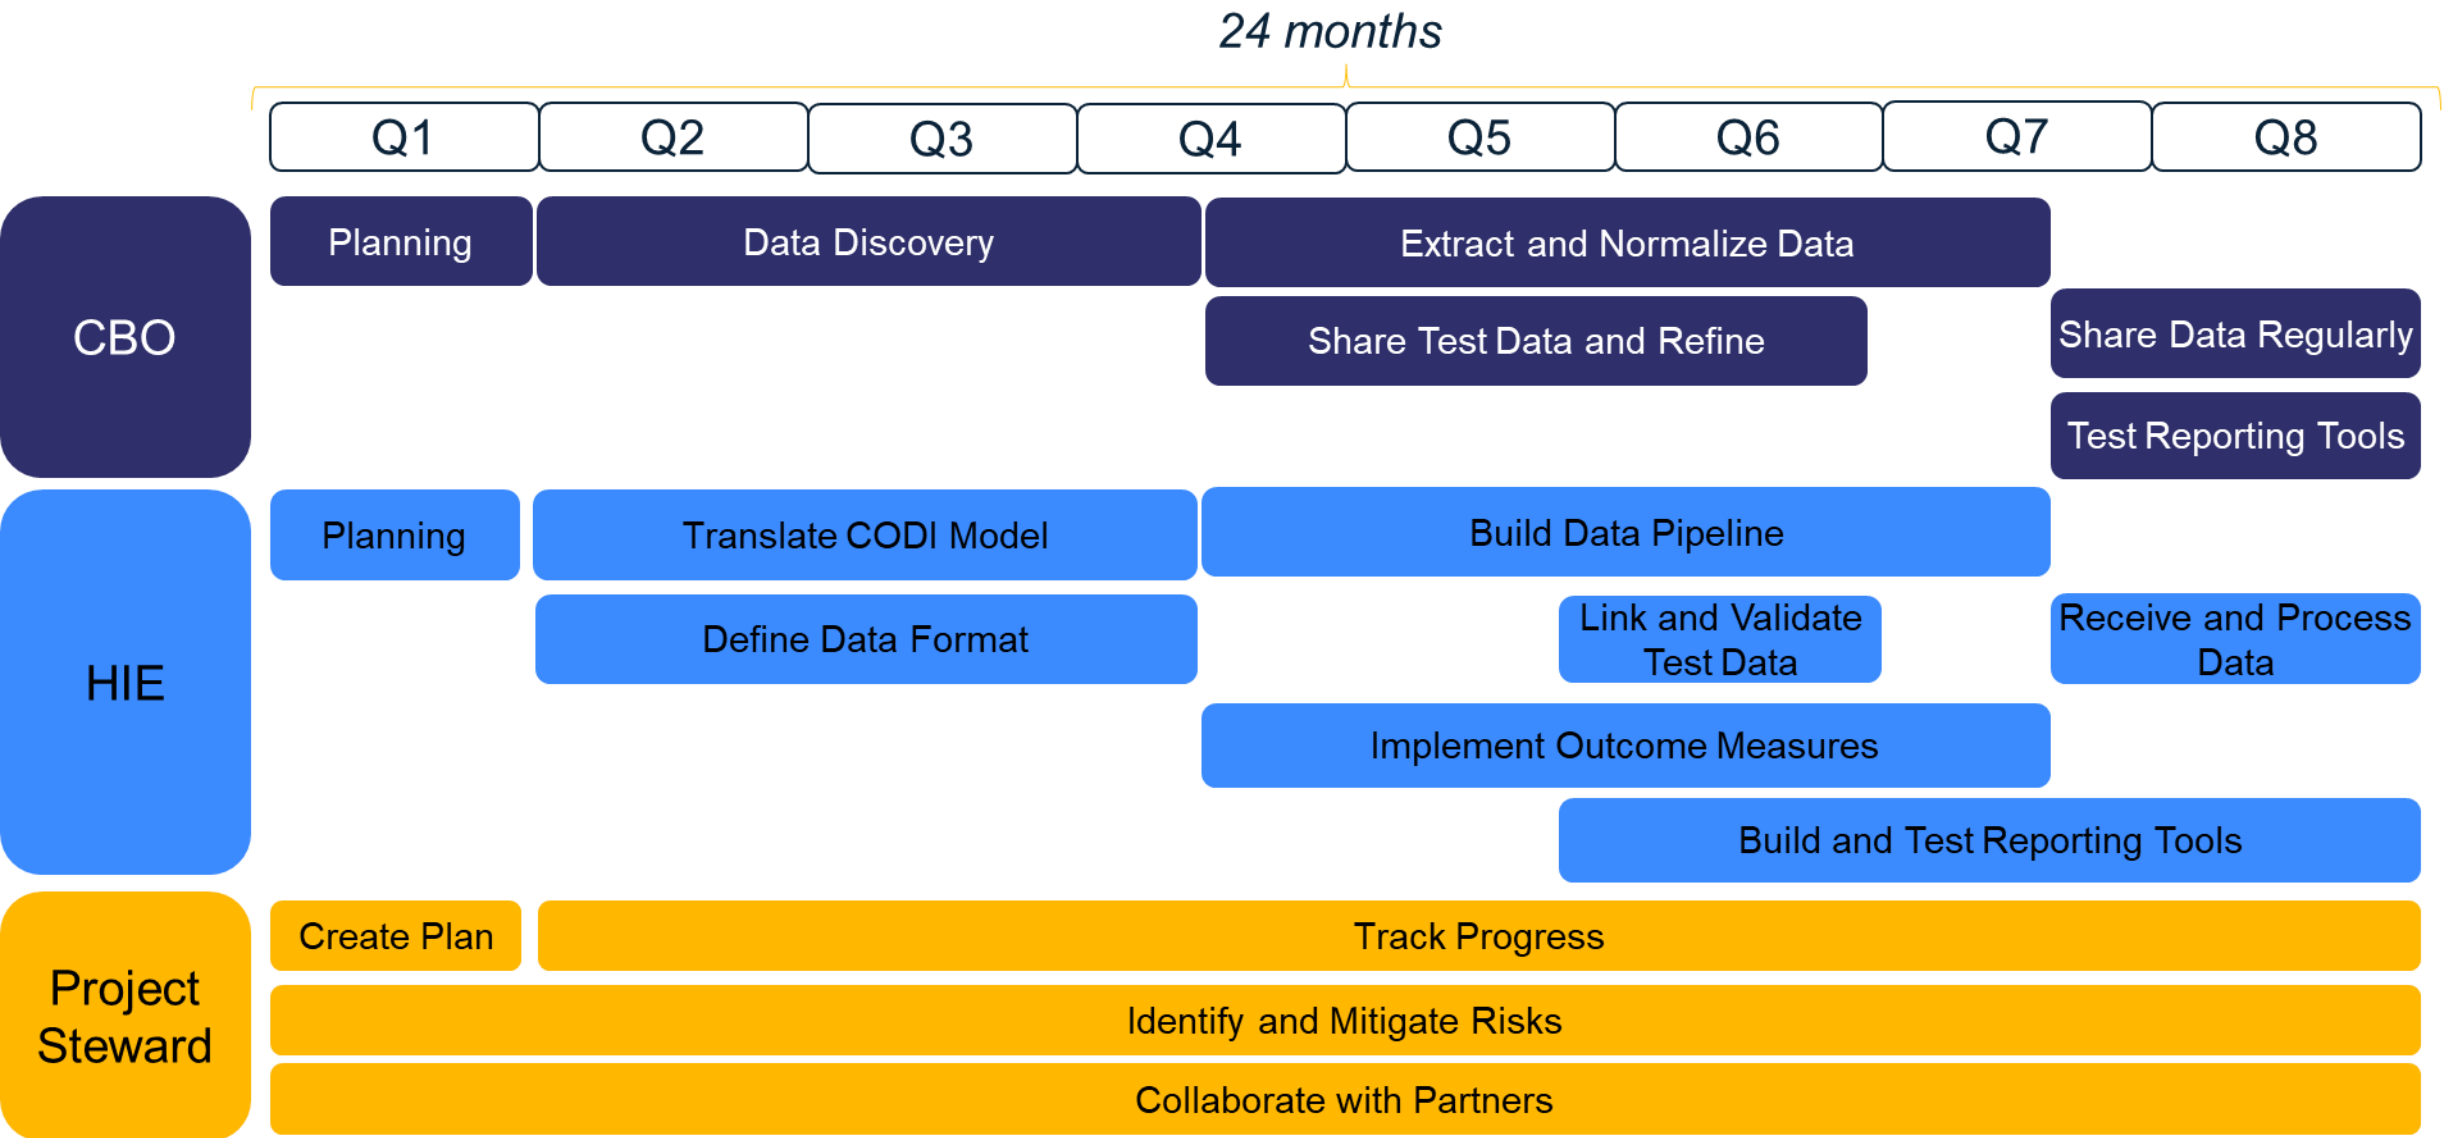 24 months
Q1 Q2 Q3 Q4 Q5 Q6 Q7 Q8
CBO
Planning
Data Discovery
Extract and Normalize Data
Share Test Data and Refine
Share Data Regularly
Test Reporting Tools
HIE
Planning
Translate CODI Model
Build Data Pipeline
Define Data Format
Link and Validate
Test Data
Receive and Process
Data
Implement Outcome Measures
Build and Test Reporting Tools
Project
Steward
Create Plan
Track Progress
Identify and Mitigate Risks
Collaborate with Partners